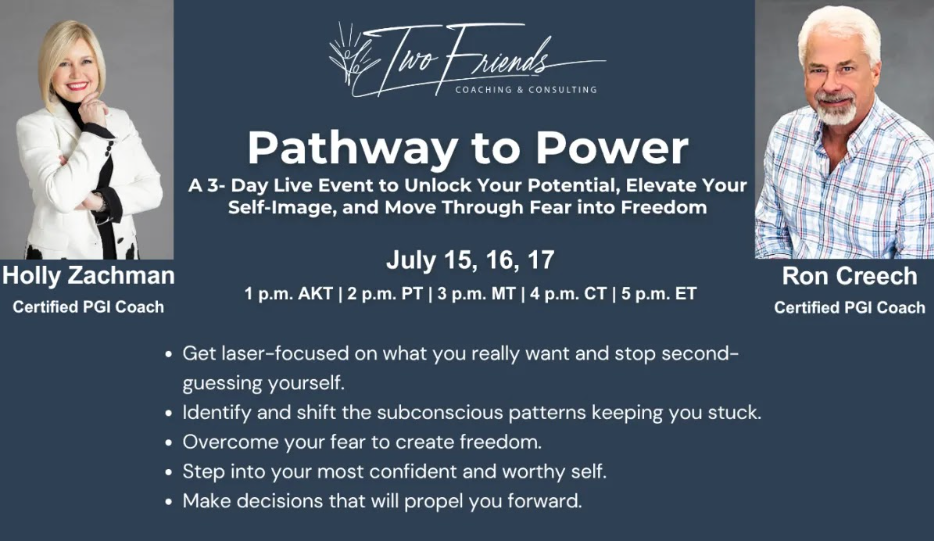 Two Friends
COACHING & CONSULTING
Pathway to Power
A 3- Day Live Event to Unlock Your Potential, Elevate Your
Self-Image, and Move Through Fear into Freedom
July 15, 16, 17
1 p.m. AKT | 2 p.m. PT | 3 p.m. MT | 4 p.m. CT | 5 p.m. ET
Holly Zachman
Certified PGI Coach
Ron Creech
Certified PGI Coach
• Get laser-focused on what you really want and stop second-
guessing yourself.
• Identify and shift the subconscious patterns keeping you stuck.
• Overcome your fear to create freedom.
• Step into your most confident and worthy self.
• Make decisions that will propel you forward.